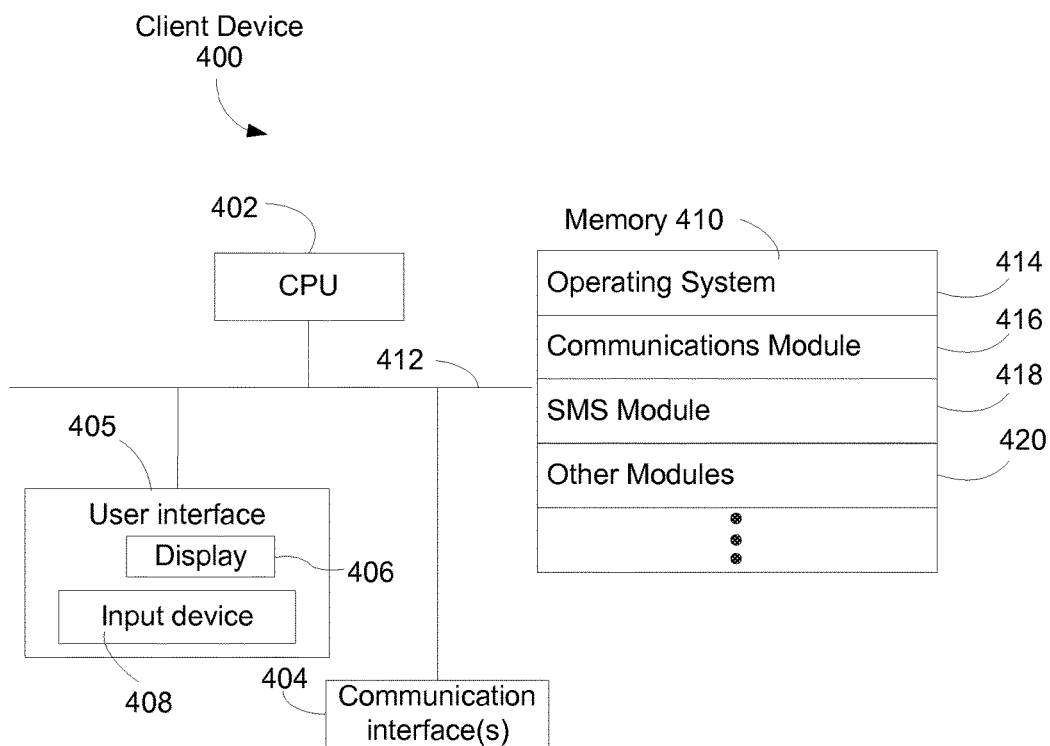 Client Device
400
402
CPU
412
Memory 410
Operating System
414
Communications Module
416
SMS Module
418
Other Modules
420
405
User interface
Display
406
Input device
408
404
Communication
interface(s)